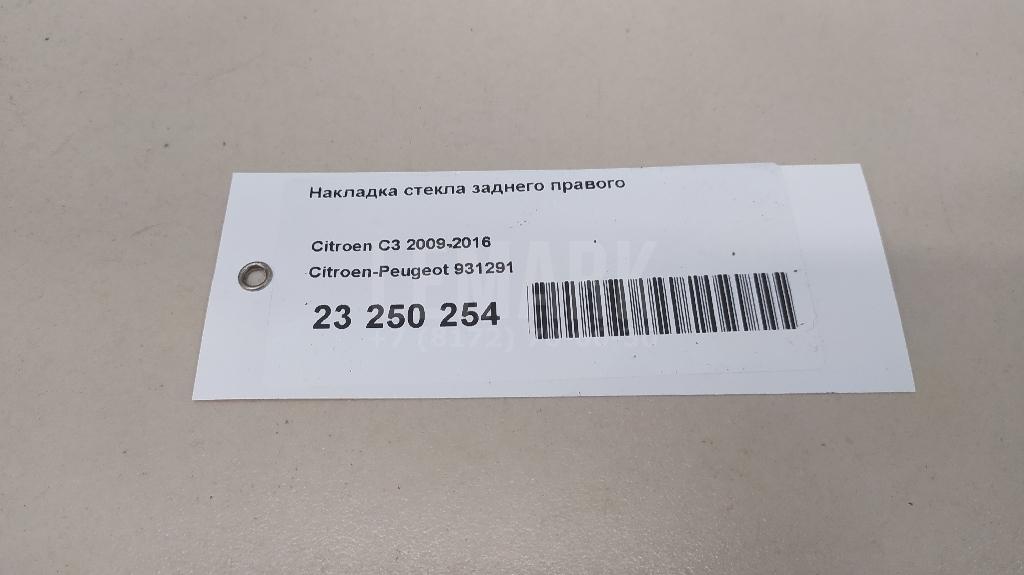 Накладка стекла заднего правого
Citroen C3 2009-2016
Citroen-Peugeot 931291
23 250 254